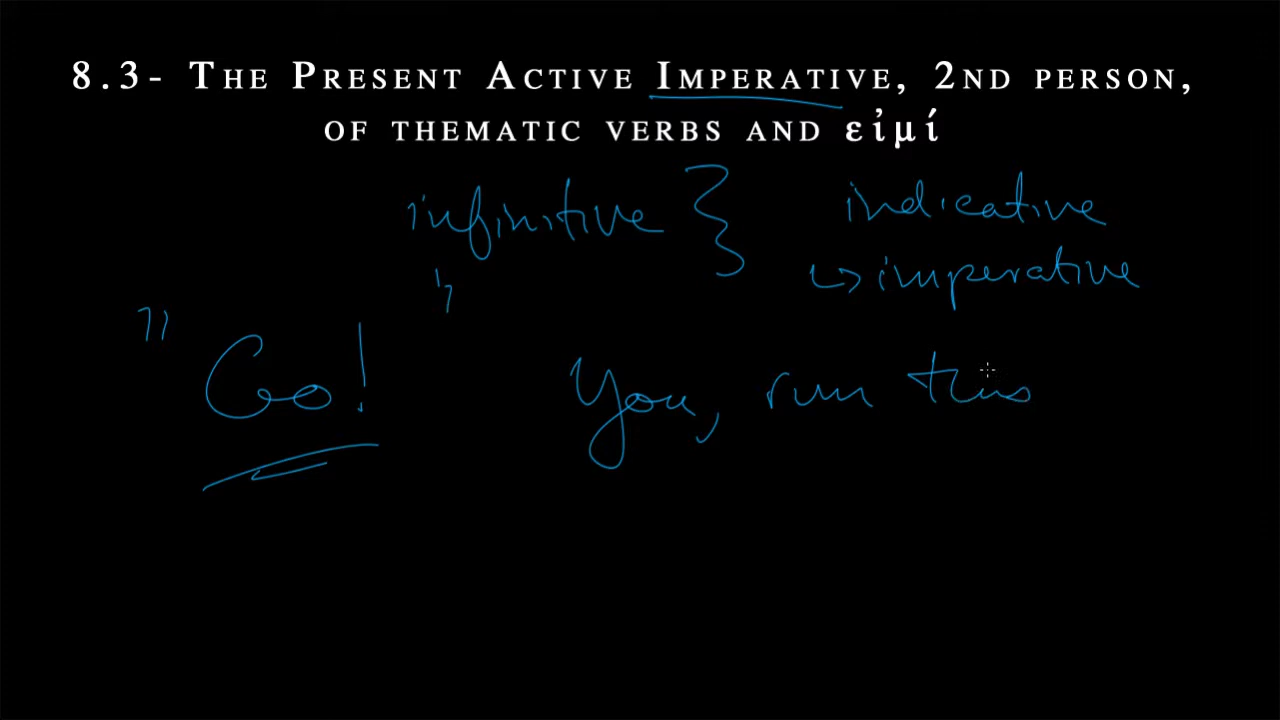 8.3- THE PRESENT ACTIVE IMPERATIVE, 2ND PERSON,
OF THEMATIC VERBS AND εἰμί
infinitive } indicative
imperative
" Go! You, run this